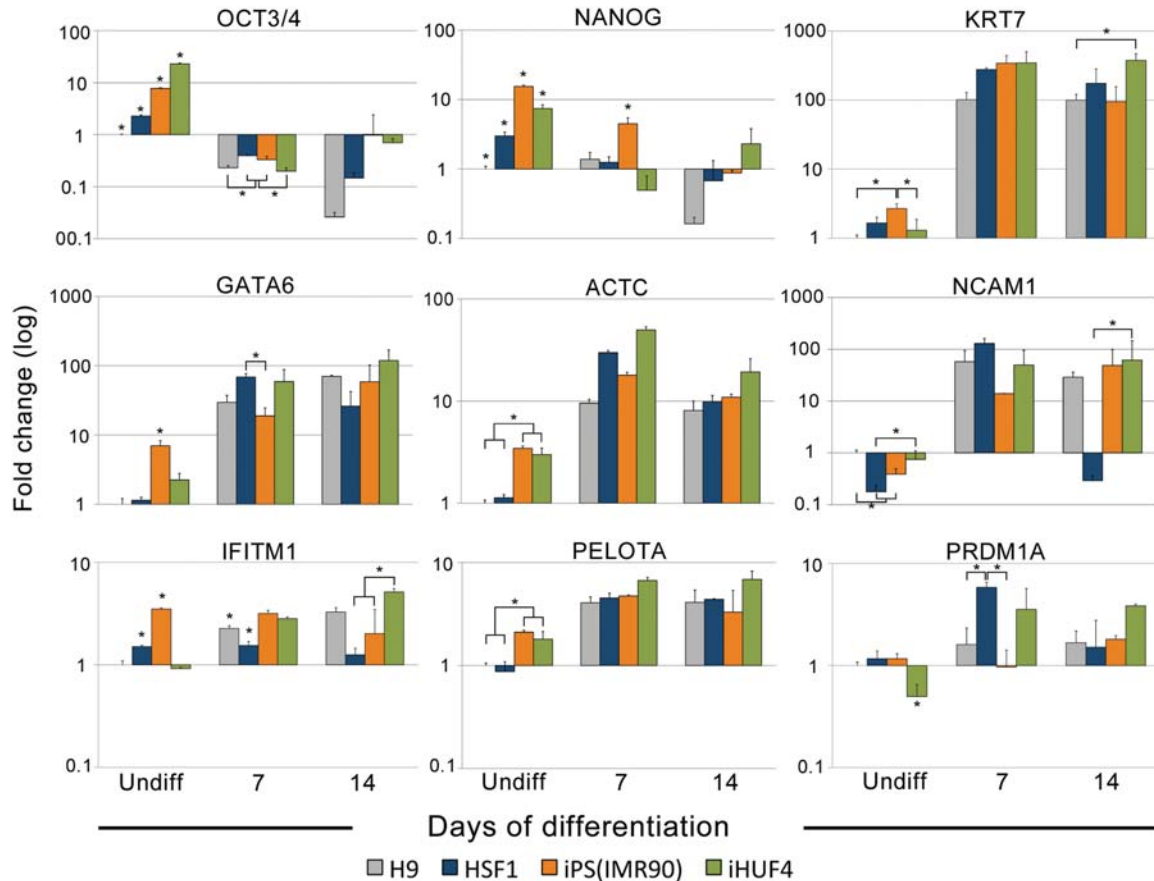 OCT3/4 NANOG KRT7
100 100 1000
10 10 100
1 1 10
0.1 0.1 1
00.1
* * * * * *
* * * * *
* * *
GATA6 ACTC NCAM1
1000 100 1000
100 10 100
10 1 10
1 1
0.1
* * * * * * *
IFITM1 PELOTA PRDM1A
10 10 10
1 1 1
0.1 0.1 0.1
* * * * * * * * *
Fold change (log)
Undiff 7 14 Undiff 7 14 Undiff 7 14
Days of differentiation
H9 HSF1 iPS(IMR90) iHUF4